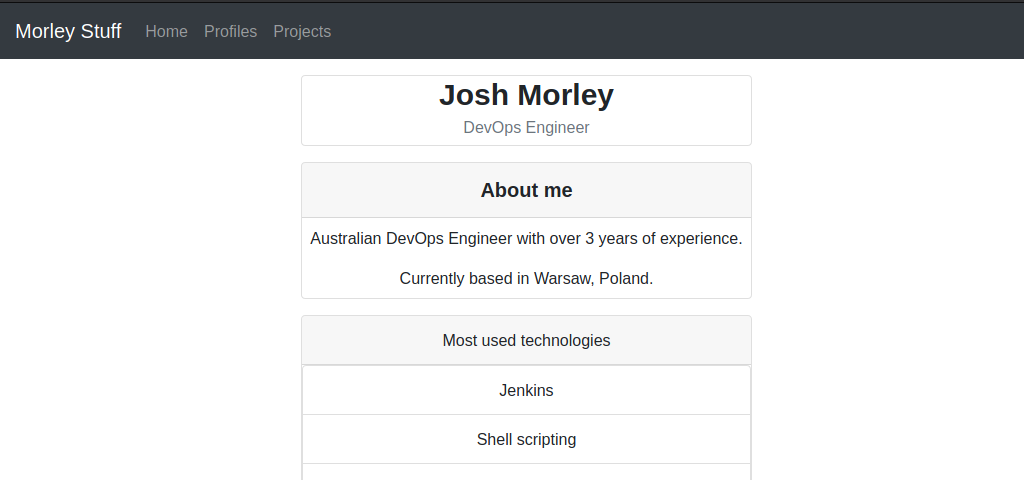 Morley Stuff Home Profiles Projects
Josh Morley
DevOps Engineer
About me
Australian DevOps Engineer with over 3 years of experience.
Currently based in Warsaw, Poland.
Most used technologies
Jenkins
Shell scripting